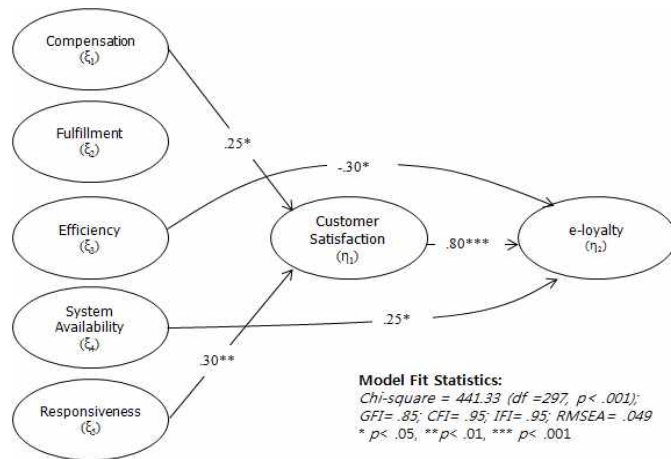 Compensation
(ξ₁)
Fulfillment
(ξ₂)
.25*
-.30*
Efficiency
(ξ₃)
Customer
Satisfaction
(η₁)
.80***
e-loyalty
(η₂)
System
Availability
(ξ₄)
.25*
.30**
Responsiveness
(ξ₅)
Model Fit Statistics:
Chi-square = 441.33 (df =297, p< .001);
GFI= .85; CFI= .95; IFI= .95; RMSEA= .049
* p< .05, **p< .01, *** p< .001